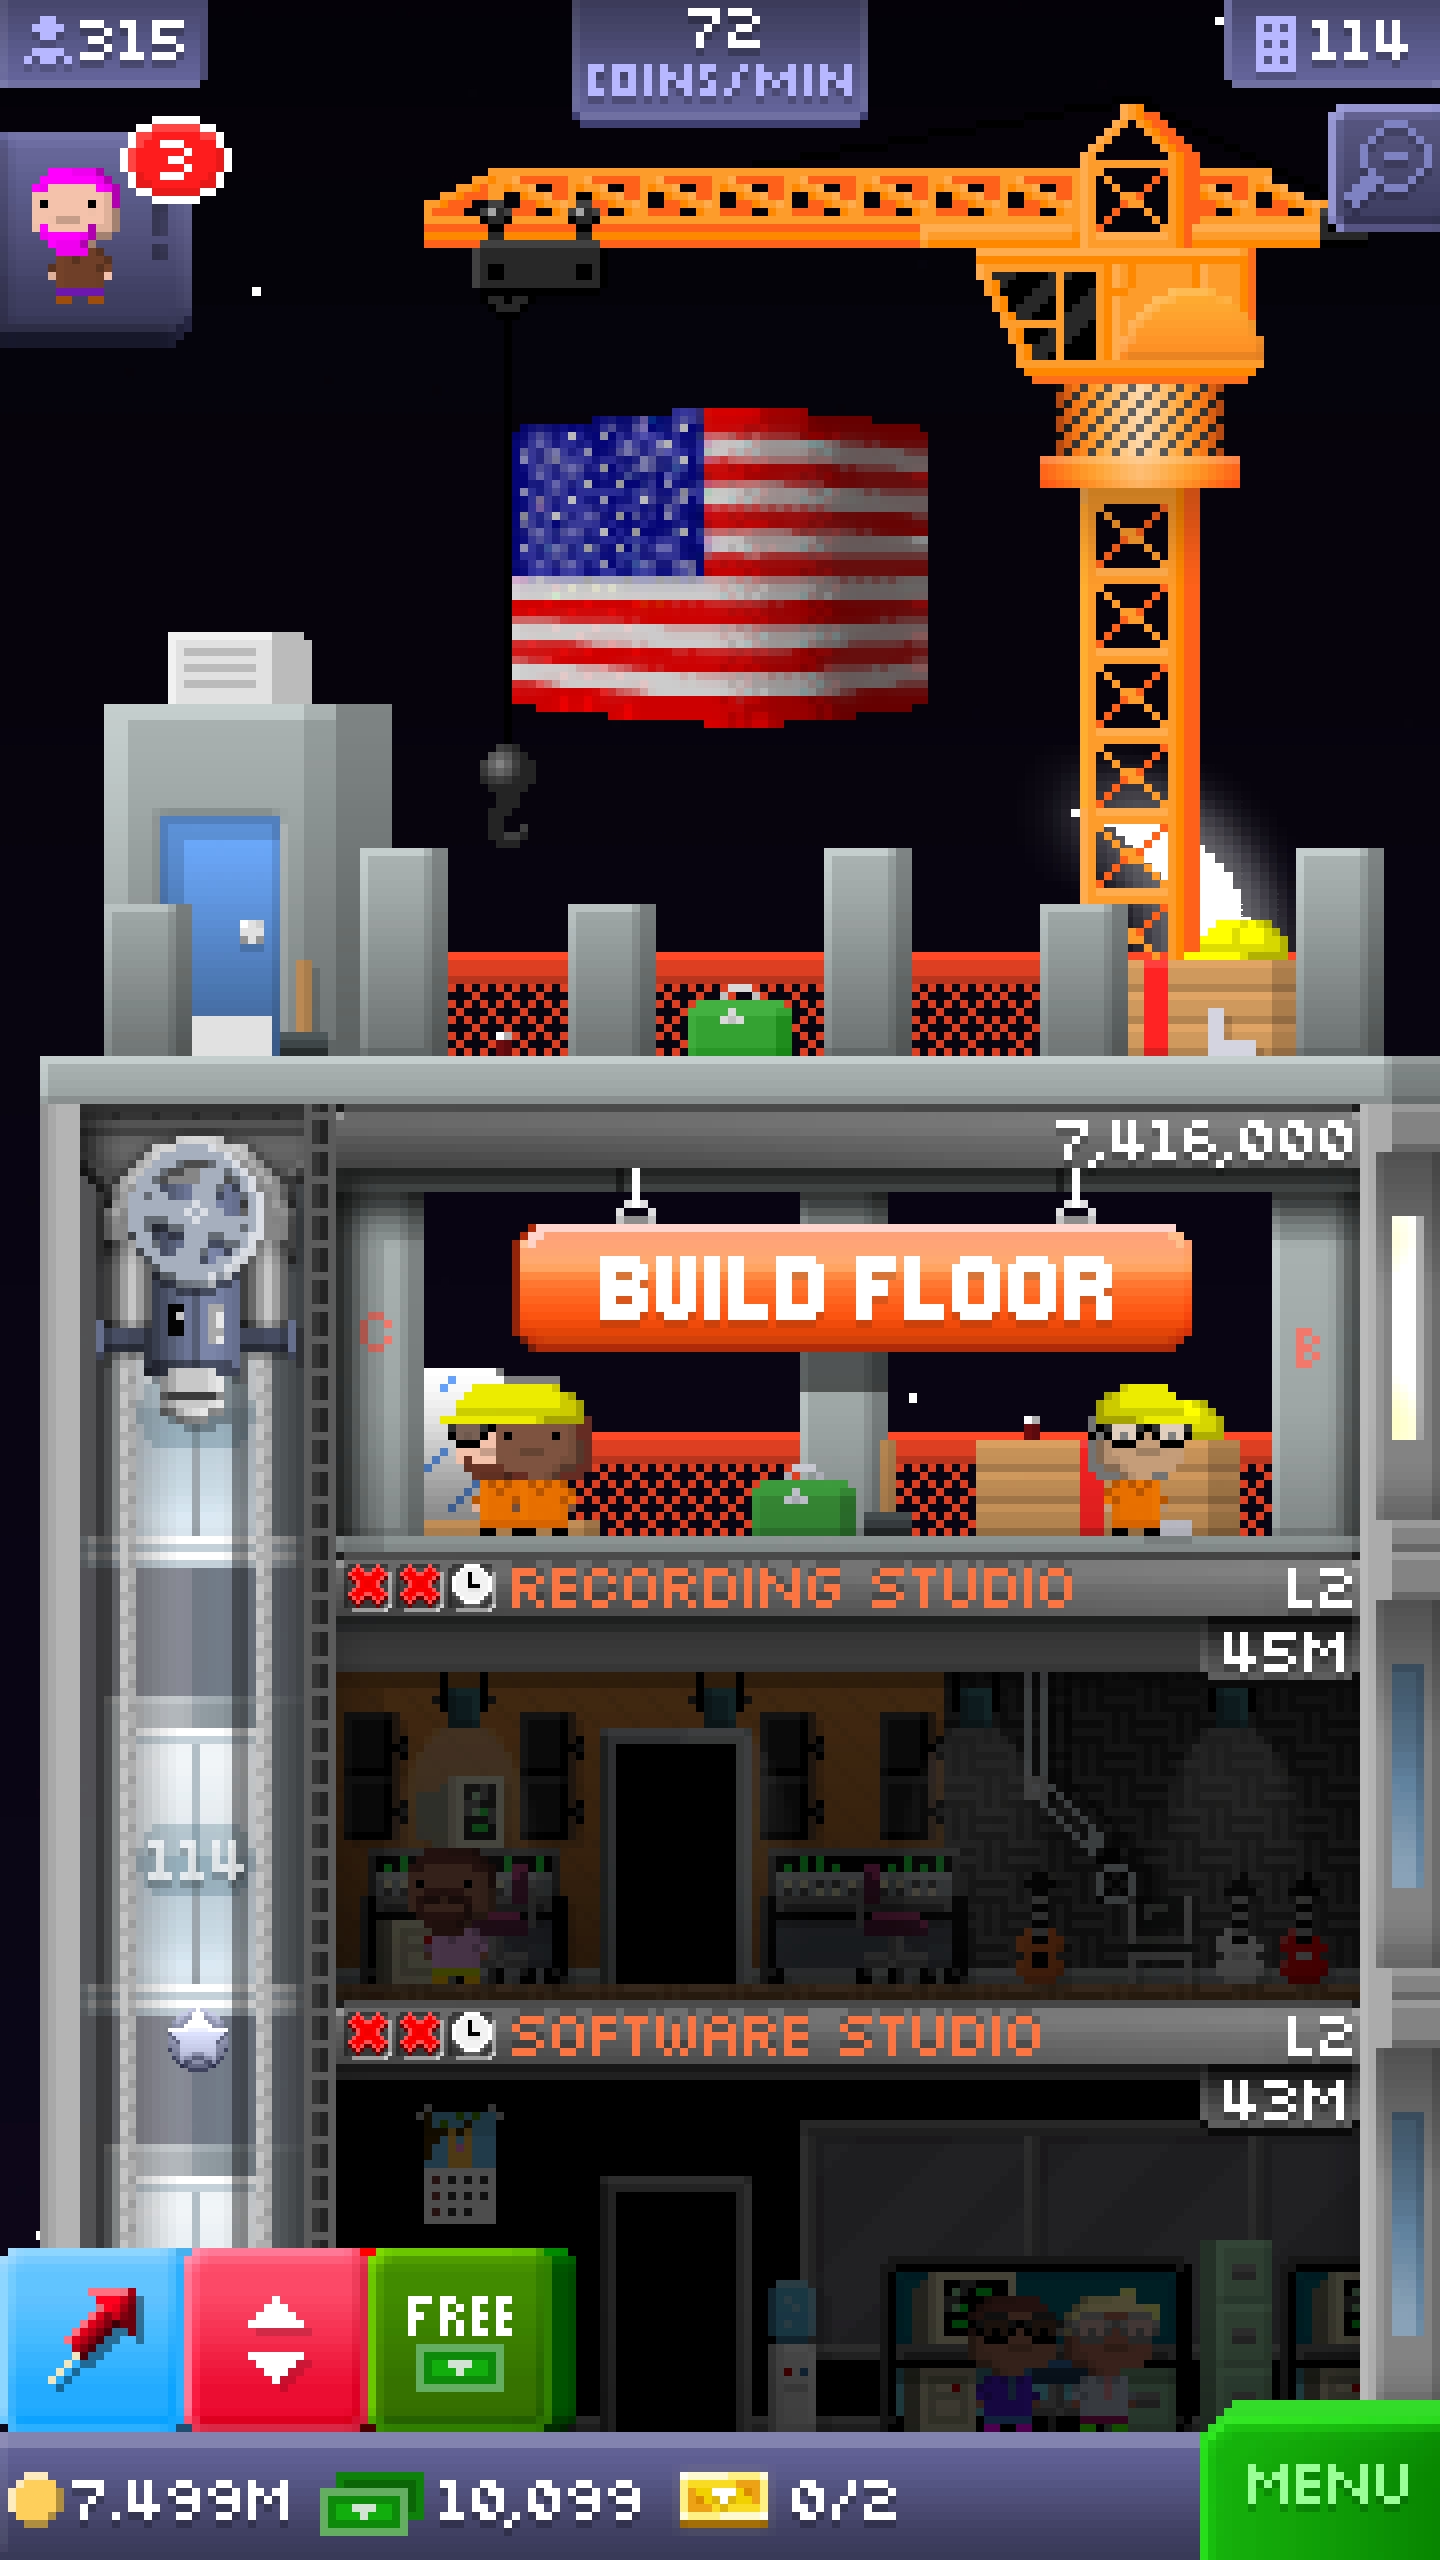 315
72
COINS/MIN
114
3
7,416,000
BUILD FLOOR
C
B
RECORDING STUDIO
L2
45M
114
SOFTWARE STUDIO
L2
43M
FREE
7.499M
10,099
0/2
MENU